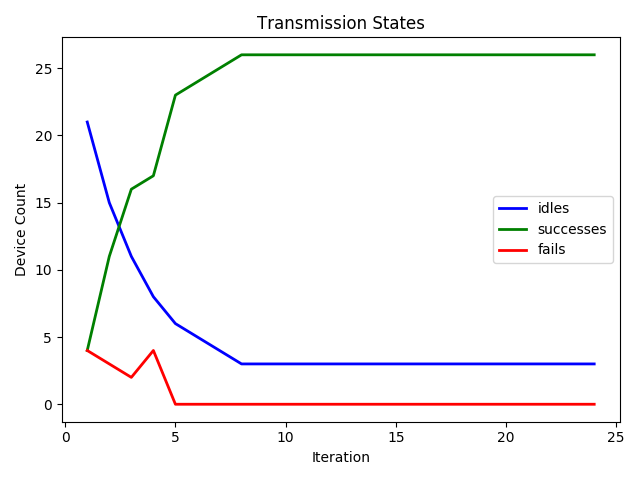 Transmission States
Device Count
25
20
15
10
5
0
idles
successes
fails
0 5 10 15 20 25
Iteration